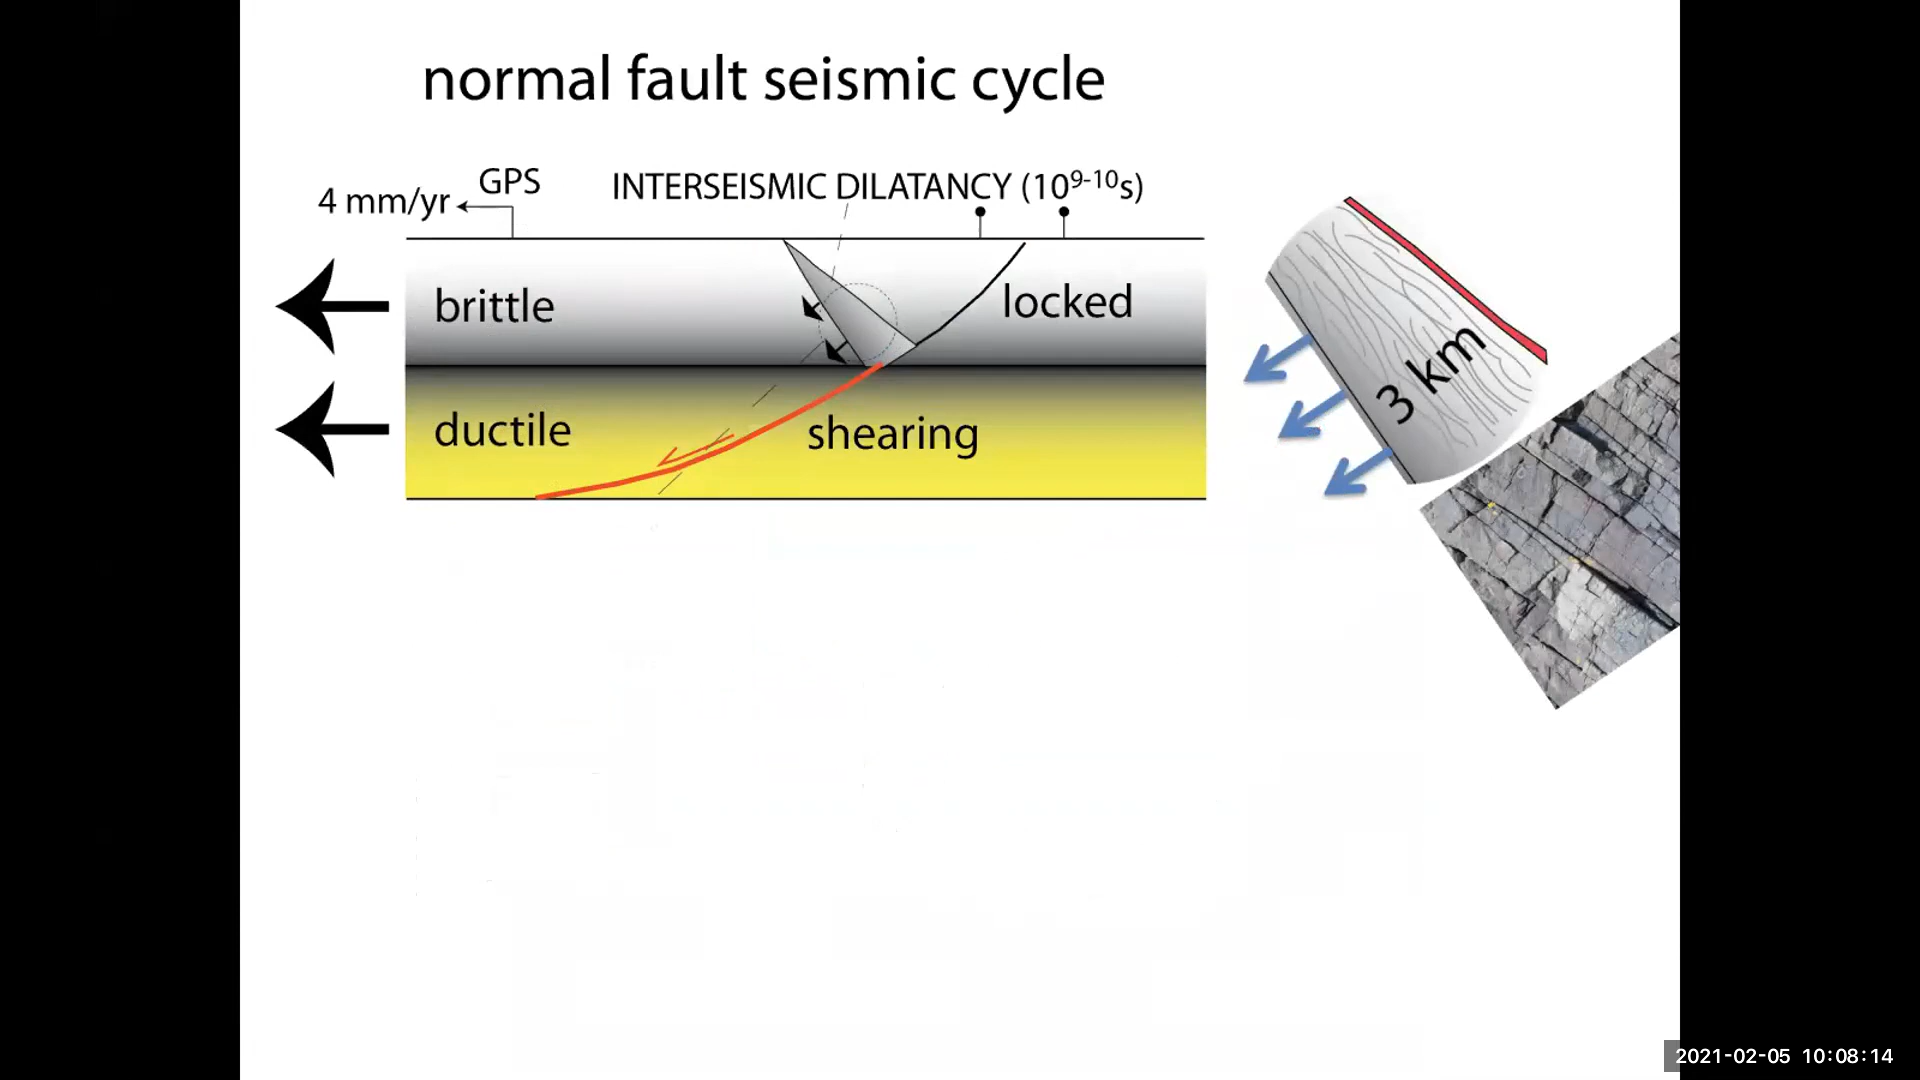 normal fault seismic cycle
GPS
4 mm/yr
INTERSEISMIC DILATANCY (10⁹⁻¹⁰s)
brittle
locked
ductile
shearing
3 km
2021-02-05 10:08:14